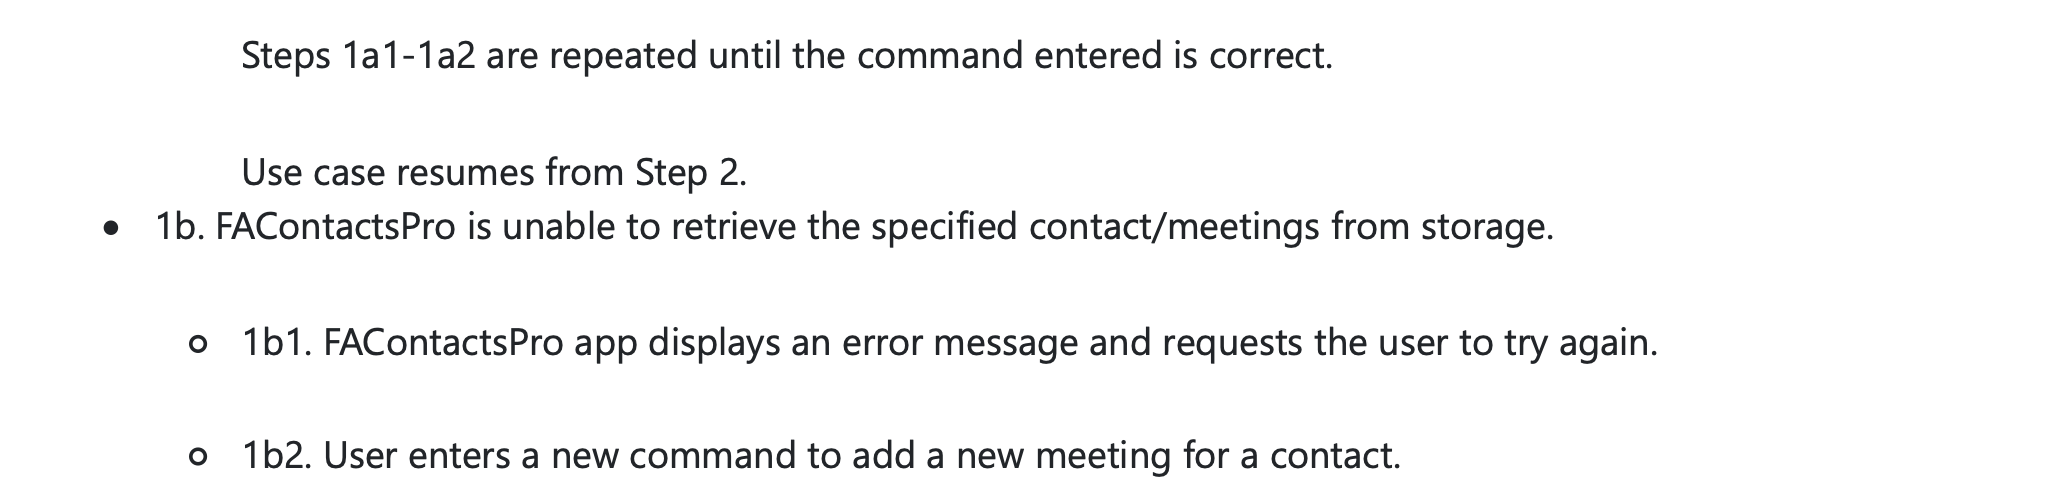 Steps 1a1-1a2 are repeated until the command entered is correct.
Use case resumes from Step 2.
• 1b. FAContactsPro is unable to retrieve the specified contact/meetings from storage.
◦ 1b1. FAContactsPro app displays an error message and requests the user to try again.
◦ 1b2. User enters a new command to add a new meeting for a contact.